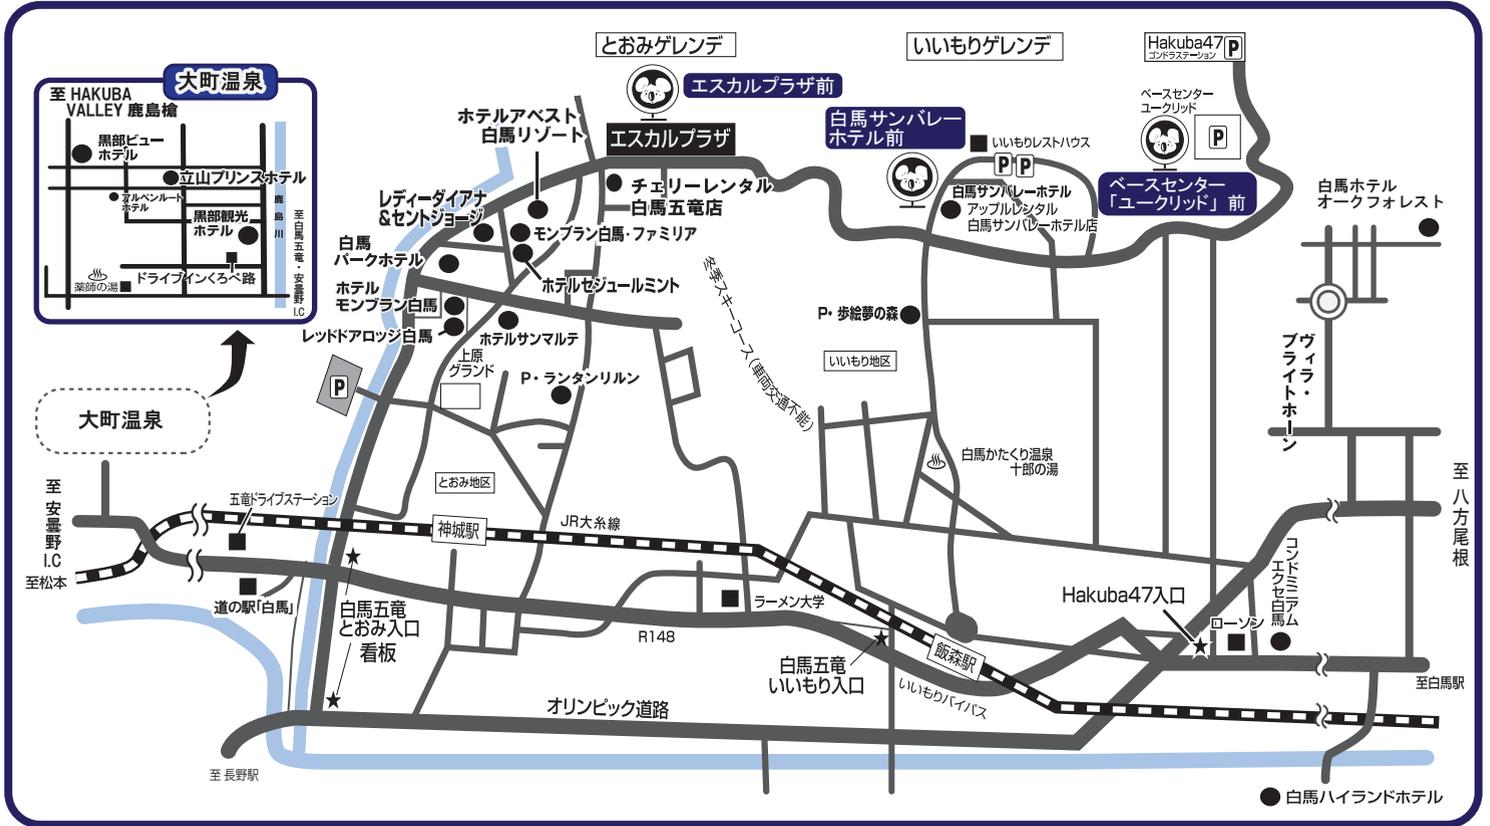 とおみゲレンデ
いいもりゲレンデ
Hakuba47
ゴンドラステーション
P
大町温泉
至 HAKUBA
VALLEY 鹿島槍
黒部ビュー
ホテル
立山プリンスホテル
アルペンルート
ホテル
黒部観光
ホテル
鹿島川
至白馬五竜・安曇野I.C
ドライブインくろべ路
薬師の湯
エスカルプラザ前
エスカルプラザ
ホテルアベスト
白馬リゾート
白馬サンバレー
ホテル前
いいもりレストハウス
P P
ベースセンター
ユークリッド
P
ベースセンター
「ユークリッド」前
チェリーレンタル
白馬五竜店
レディーダイアナ
&セントジョージ
モンブラン白馬・ファミリア
白馬サンバレーホテル
アップルレンタル
白馬サンバレーホテル店
白馬ホテル
オークフォレスト
白馬
パークホテル
ホテルセジュールミント
ホテル
モンブラン白馬
レッドドアロッジ白馬
ホテルサンマルテ
冬季スキーコース(車両交通不能)
P・歩絵夢の森
いいもり地区
ヴィラ・
ブライトホーン
上原
グランド
P・ランタンリルン
P
大町温泉
白馬かたくり温泉
十郎の湯
とおみ地区
至 安曇野I.C
至松本
五竜ドライブステーション
神城駅
JR大糸線
至 八方尾根
道の駅「白馬」
白馬五竜
とおみ入口
看板
ラーメン大学
R148
白馬五竜
いいもり入口
飯森駅
いいもりバイパス
Hakuba47入口
ローソン
コンドミニアム
エクセ白馬
至白馬駅
オリンピック道路
至 長野駅
白馬ハイランドホテル